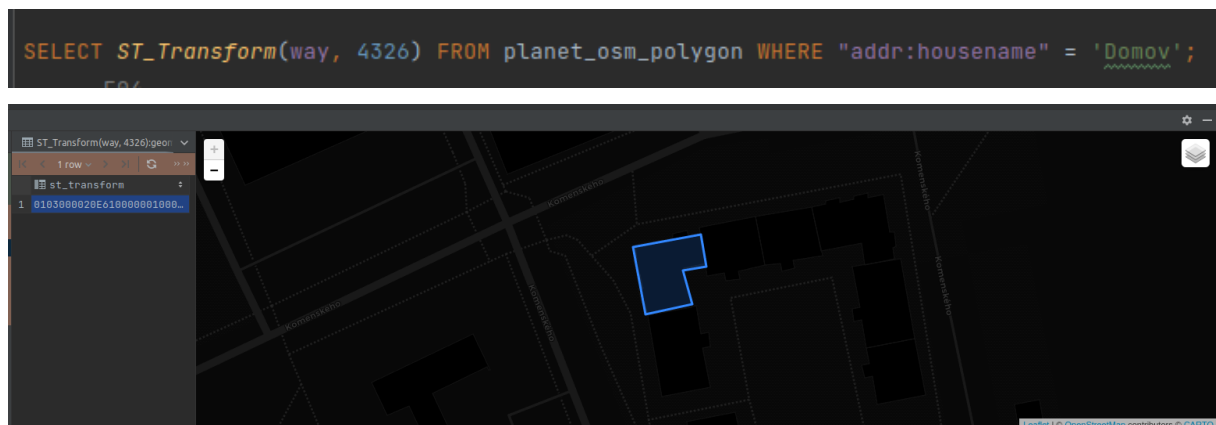 SELECT ST_Transform(way, 4326) FROM planet_osm_polygon WHERE "addr:housename" = 'Domov';
ST_Transform(way, 4326):geon
1 row
st_transform
1 0103000020E610000001000…
Komenského
Komenského
Komenského
Komenského
Komenského
Leaflet | © OpenStreetMap contributors © CARTO